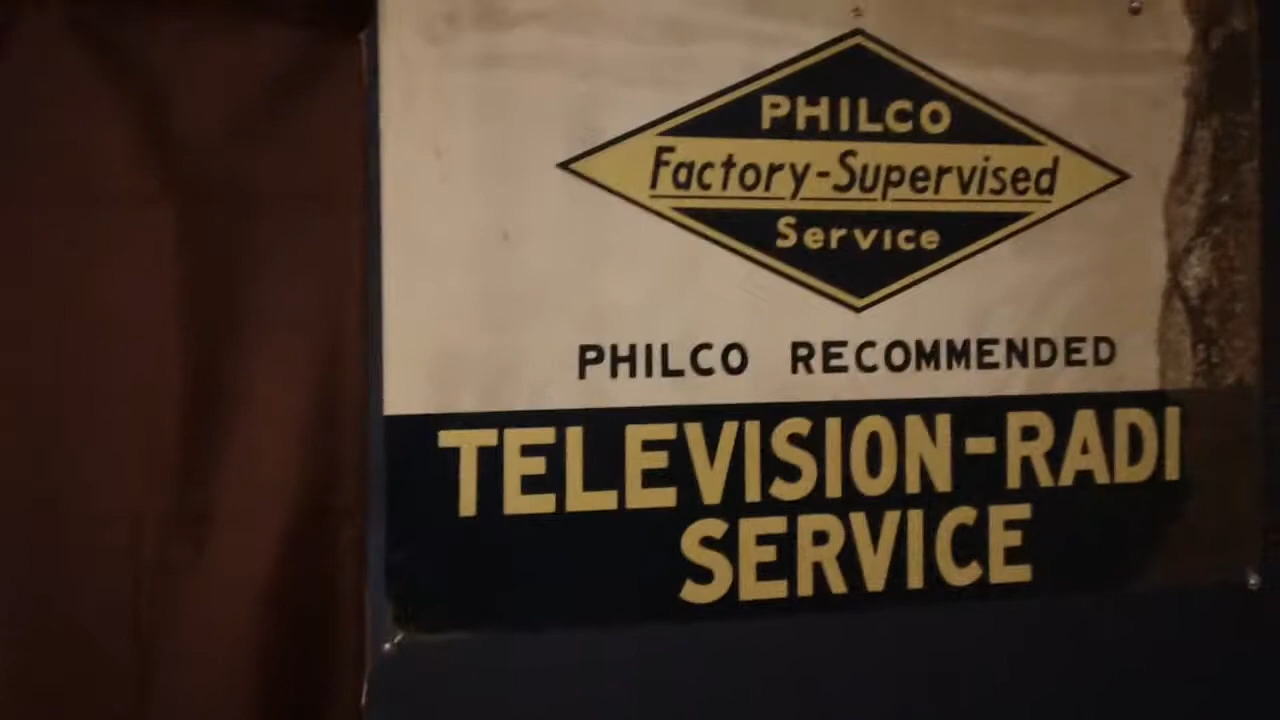 PHILCO
Factory-Supervised
Service
PHILCO RECOMMENDED
TELEVISION-RADI
SERVICE